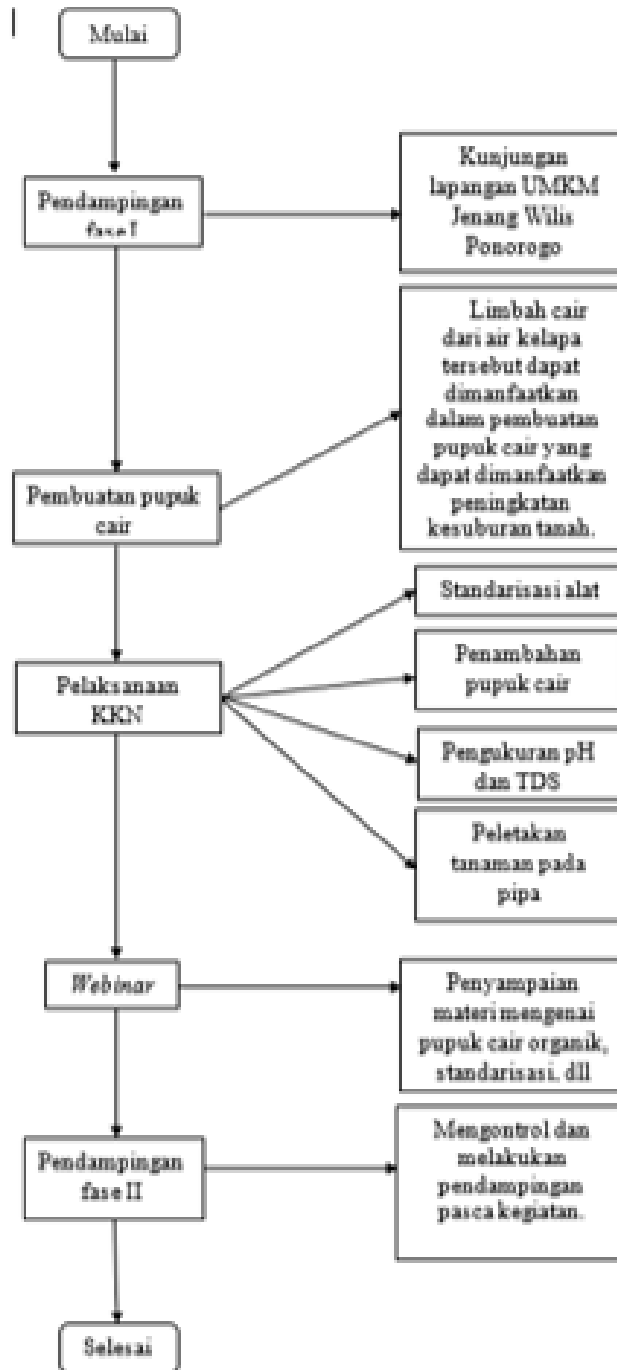 Mulai
Pendampingan
fase I
Kunjungan
lapangan UMKM
Jenang Wilis
Ponorogo
Limbah cair
dari air kelapa
tersebut dapat
dimanfaatkan
dalam pembuatan
pupuk cair yang
dapat dimanfaatkan
peningkatan
kesuburan tanah.
Pembuatan pupuk
cair
Pelaksanaan
KKN
Standarisasi alat
Penambahan
pupuk cair
Pengukuran pH
dan TDS
Peletakan
tanaman pada
pipa
Webinar
Penyampaian
materi mengenai
pupuk cair organik,
standarisasi, dll
Pendampingan
fase II
Mengontrol dan
melakukan
pendampingan
pasca kegiatan.
Selesai